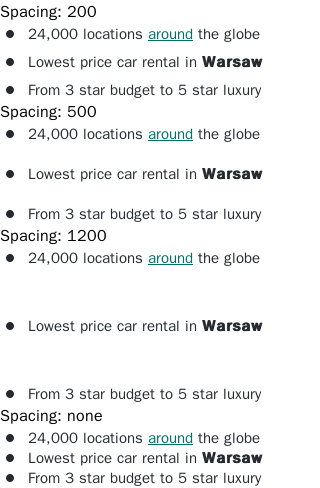 Spacing: 200
• 24,000 locations around the globe
• Lowest price car rental in Warsaw
• From 3 star budget to 5 star luxury
Spacing: 500
• 24,000 locations around the globe
• Lowest price car rental in Warsaw
• From 3 star budget to 5 star luxury
Spacing: 1200
• 24,000 locations around the globe
• Lowest price car rental in Warsaw
• From 3 star budget to 5 star luxury
Spacing: none
• 24,000 locations around the globe
• Lowest price car rental in Warsaw
• From 3 star budget to 5 star luxury